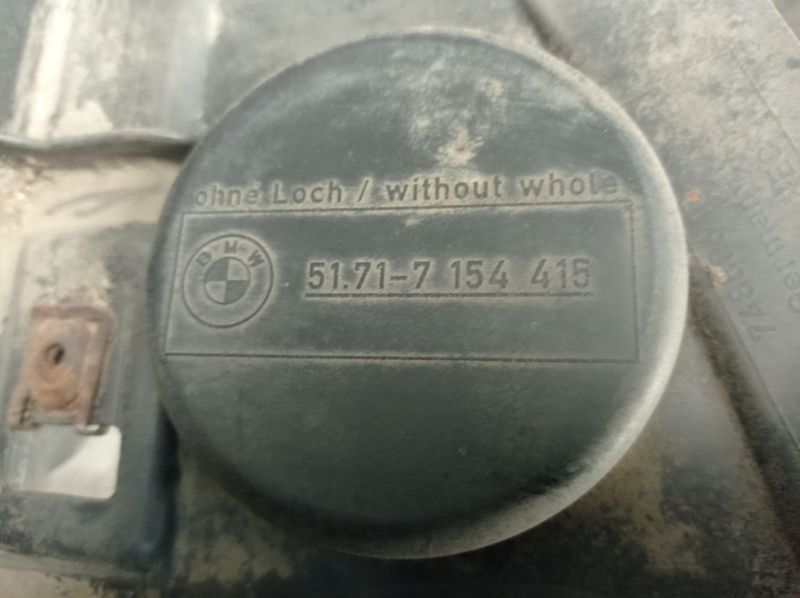 ohne Loch / without whole
BMW
51.71-7 154 415